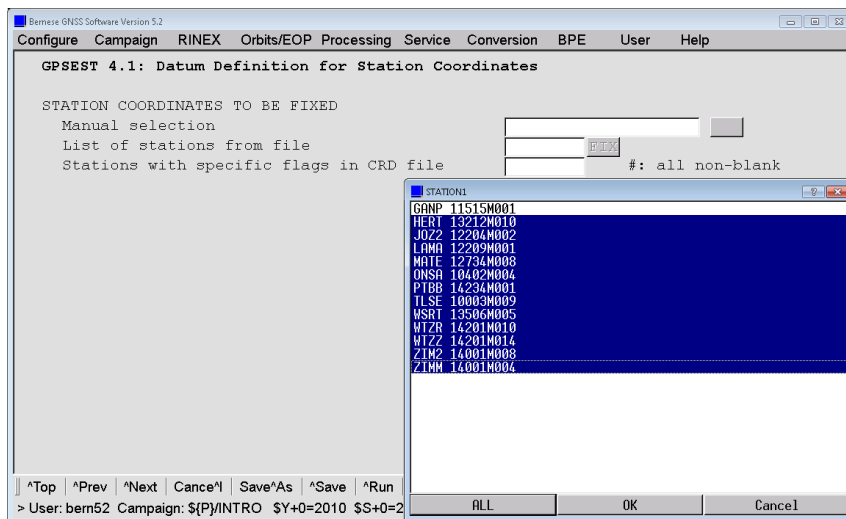 Bernese GNSS Software Version 5.2
Configure Campaign RINEX Orbits/EOP Processing Service Conversion BPE User Help
GPSEST 4.1: Datum Definition for Station Coordinates
STATION COORDINATES TO BE FIXED
Manual selection
List of stations from file FIX
Stations with specific flags in CRD file #: all non-blank
STATION1
GANP 11515M001
HERT 13212M010
JOZ2 12204M002
LAMA 12209M001
MATE 12734M008
ONSA 10402M004
PTBB 14234M001
TLSE 10003M009
WSRT 13506M005
WTZR 14201M010
WTZZ 14201M014
ZIM2 14001M008
ZIMM 14001M004
^Top ^Prev ^Next Cance^l Save^As ^Save ^Run
ALL OK Cancel
> User: bern52 Campaign: ${P}/INTRO $Y+0=2010 $S+0=2